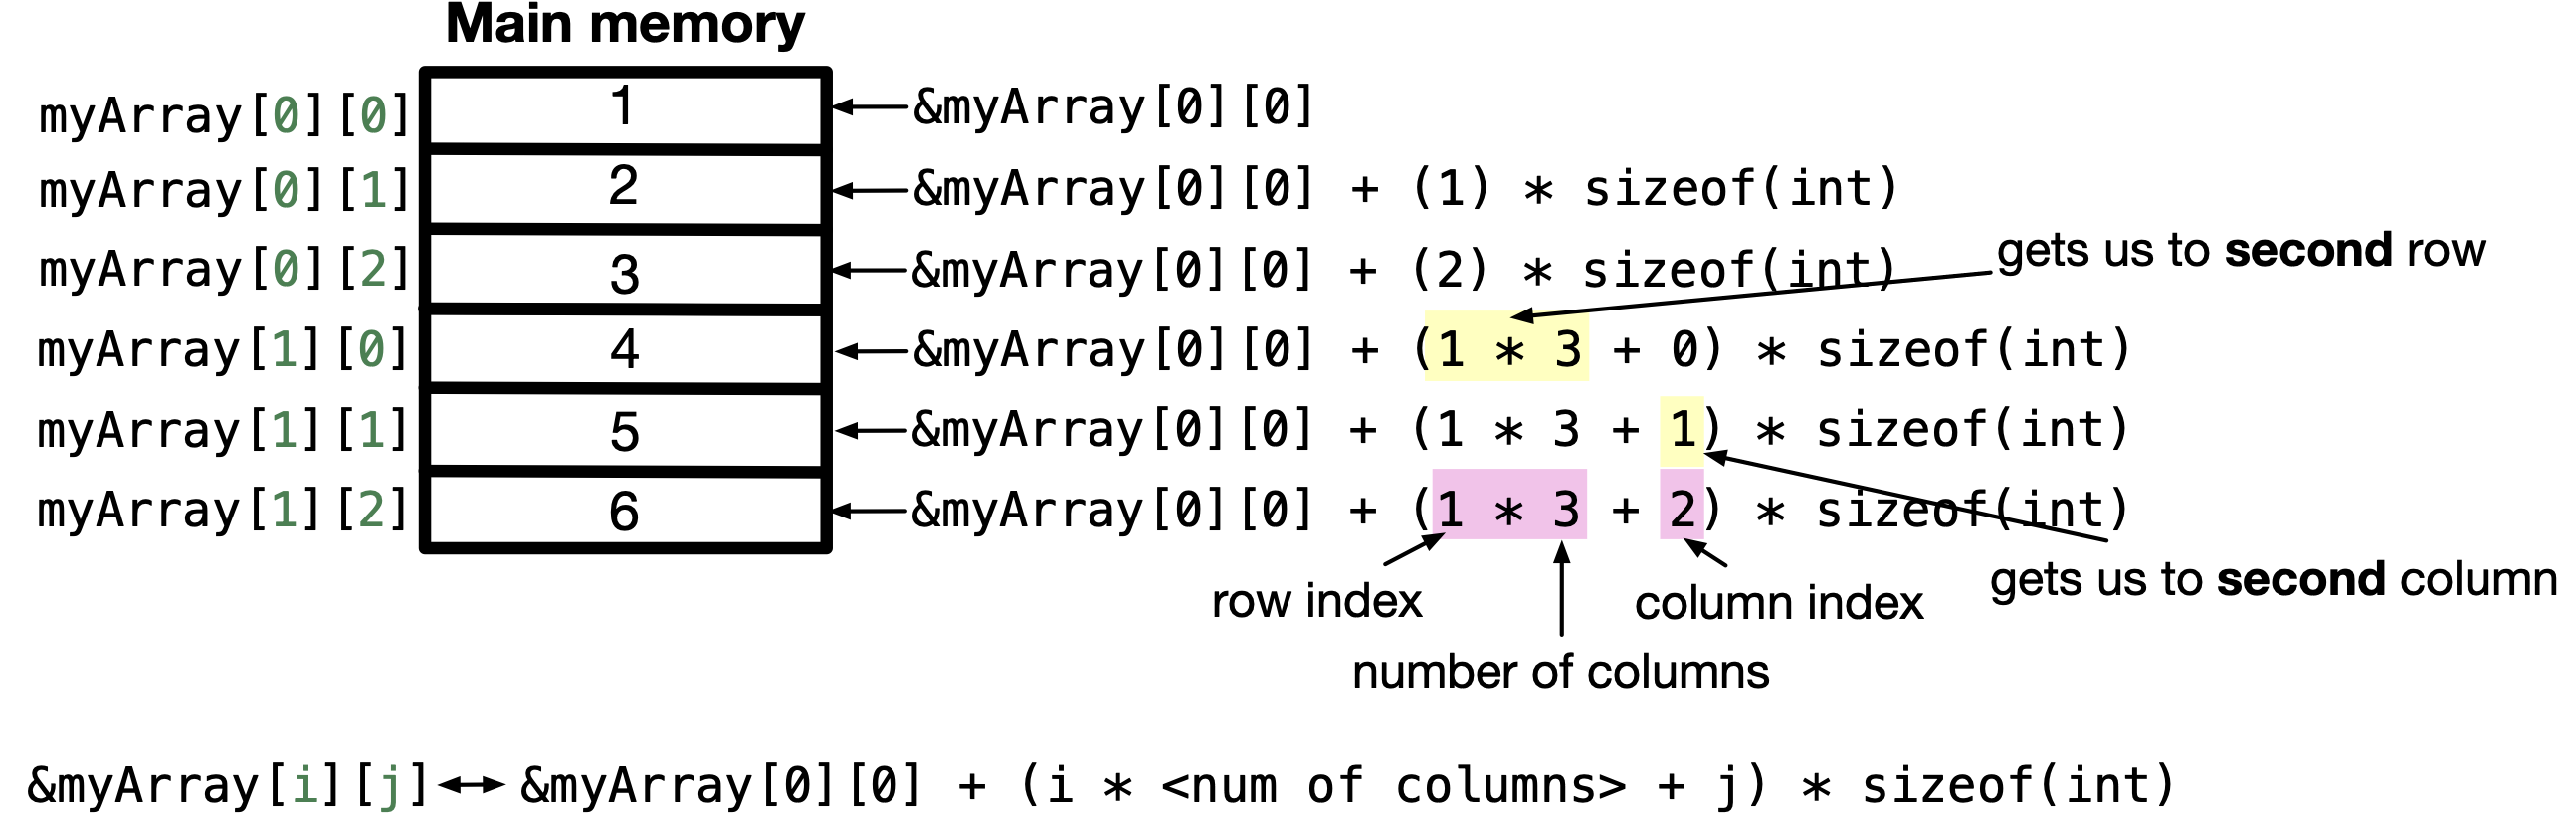 Main memory
myArray[0][0] 1 &myArray[0][0]
myArray[0][1] 2 &myArray[0][0] + (1) * sizeof(int)
gets us to second row
myArray[0][2] 3 &myArray[0][0] + (2) * sizeof(int)
myArray[1][0] 4 &myArray[0][0] + (1 * 3 + 0) * sizeof(int)
myArray[1][1] 5 &myArray[0][0] + (1 * 3 + 1) * sizeof(int)
myArray[1][2] 6 &myArray[0][0] + (1 * 3 + 2) * sizeof(int)
gets us to second column
row index
column index
number of columns
&myArray[i][j] &myArray[0][0] + (i * <num of columns> + j) * sizeof(int)